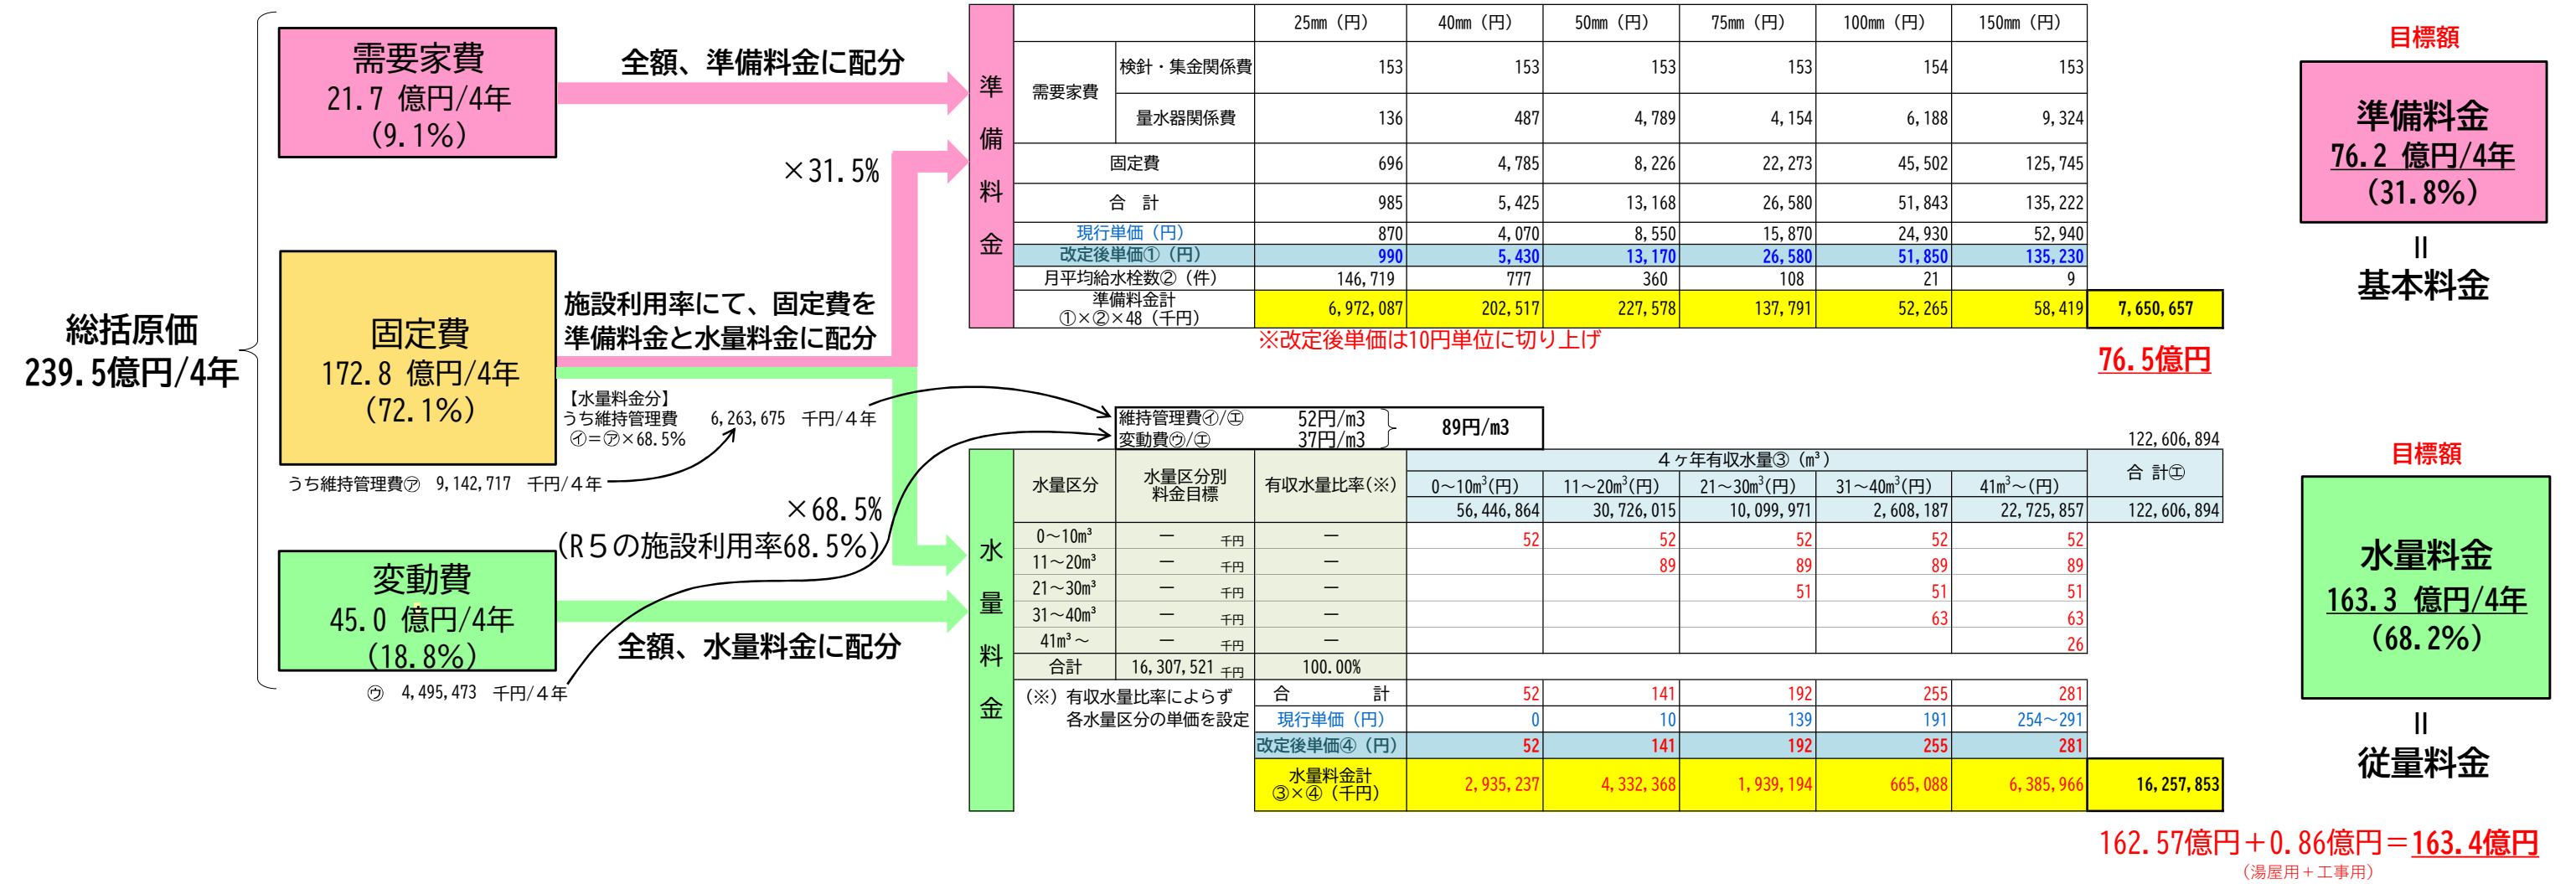 総括原価
239.5億円/4年
需要家費
21.7 億円/4年
(9.1%)
固定費
172.8 億円/4年
(72.1%)
うち維持管理費㋐ 9,142,717 千円/４年
変動費
45.0 億円/4年
(18.8%)
㋒ 4,495,473 千円/４年
全額、準備料金に配分
×31.5%
施設利用率にて、固定費を
準備料金と水量料金に配分
【水量料金分】
うち維持管理費 6,263,675 千円/４年
㋑＝㋐×68.5%
×68.5%
(R５の施設利用率68.5%)
全額、水量料金に配分
準備料金
25㎜（円） 40㎜（円） 50㎜（円） 75㎜（円） 100㎜（円） 150㎜（円）
需要家費
検針・集金関係費 153 153 153 153 154 153
量水器関係費 136 487 4,789 4,154 6,188 9,324
固定費 696 4,785 8,226 22,273 45,502 125,745
合 計 985 5,425 13,168 26,580 51,843 135,222
現行単価（円） 870 4,070 8,550 15,870 24,930 52,940
改定後単価①（円） 990 5,430 13,170 26,580 51,850 135,230
月平均給水栓数②（件） 146,719 777 360 108 21 9
準備料金計
①×②×48（千円） 6,972,087 202,517 227,578 137,791 52,265 58,419 7,650,657
※改定後単価は10円単位に切り上げ
76.5億円
維持管理費㋑/㋓ 52円/m3
変動費㋒/㋓ 37円/m3
89円/m3
122,606,894
水量料金
水量区分 水量区分別
料金目標 有収水量比率(※) ４ヶ年有収水量③（㎥） 合 計㋓
0～10m³(円) 11～20m³(円) 21～30m³(円) 31～40m³(円) 41m³～(円)
56,446,864 30,726,015 10,099,971 2,608,187 22,725,857 122,606,894
0～10㎥ － 千円 － 52 52 52 52 52
11～20㎥ － 千円 － 89 89 89 89
21～30㎥ － 千円 － 51 51 51
31～40㎥ － 千円 － 63 63
41㎥～ － 千円 － 26
合計 16,307,521 千円 100.00%
(※) 有収水量比率によらず
各水量区分の単価を設定
合 計 52 141 192 255 281
現行単価（円） 0 10 139 191 254～291
改定後単価④（円） 52 141 192 255 281
水量料金計
③×④（千円） 2,935,237 4,332,368 1,939,194 665,088 6,385,966 16,257,853
162.57億円＋0.86億円＝163.4億円
（湯屋用＋工事用）
目標額
準備料金
76.2 億円/4年
(31.8%)
＝
基本料金
目標額
水量料金
163.3 億円/4年
(68.2%)
＝
従量料金